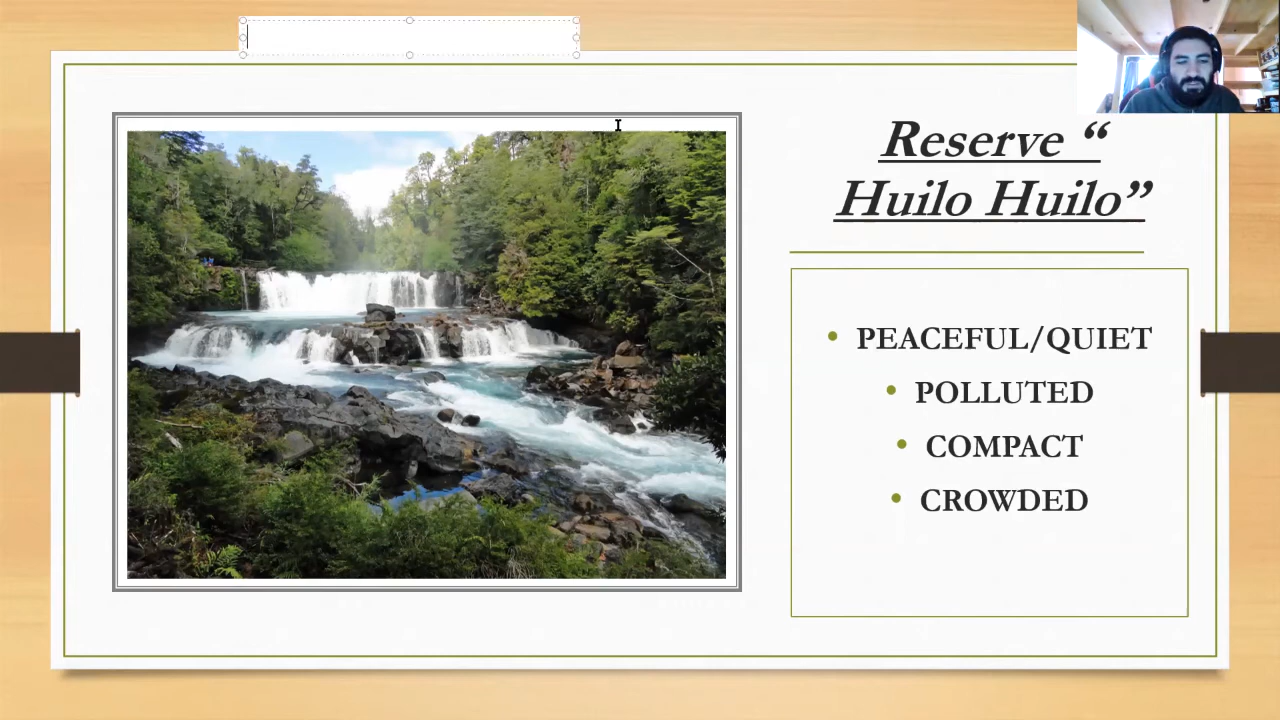 Reserve “
Huilo Huilo”
• PEACEFUL/QUIET
• POLLUTED
• COMPACT
• CROWDED